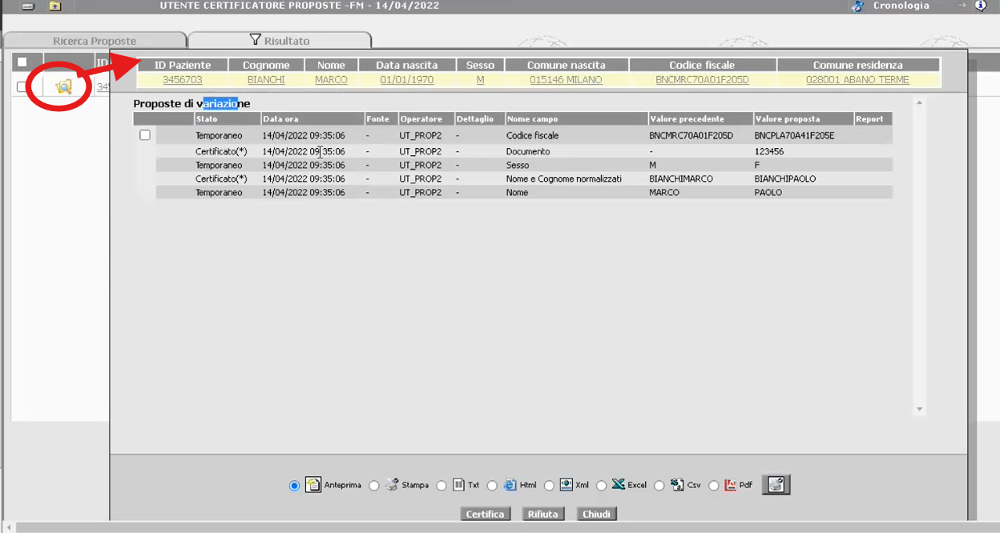 UTENTE CERTIFICATORE PROPOSTE -FM - 14/04/2022 Cronologia
Ricerca Proposte Risultato
ID
ID Paziente Cognome Nome Data nascita Sesso Comune nascita Codice fiscale Comune residenza
345
3456703 BIANCHI MARCO 01/01/1970 M 015146 MILANO BNCMRC70A01F205D 028001 ABANO TERME
Proposte di variazione
Stato Data ora Fonte Operatore Dettaglio Nome campo Valore precedente Valore proposta Report
Temporaneo 14/04/2022 09:35:06 - UT_PROP2 - Codice fiscale BNCMRC70A01F205D BNCPLA70A41F205E
Certificato(*) 14/04/2022 09:35:06 - UT_PROP2 - Documento - 123456
Temporaneo 14/04/2022 09:35:06 - UT_PROP2 - Sesso M F
Certificato(*) 14/04/2022 09:35:06 - UT_PROP2 - Nome e Cognome normalizzati BIANCHIMARCO BIANCHIPAOLO
Temporaneo 14/04/2022 09:35:06 - UT_PROP2 - Nome MARCO PAOLO
Anteprima Stampa Txt Html Xml Excel Csv Pdf
Certifica Rifiuta Chiudi